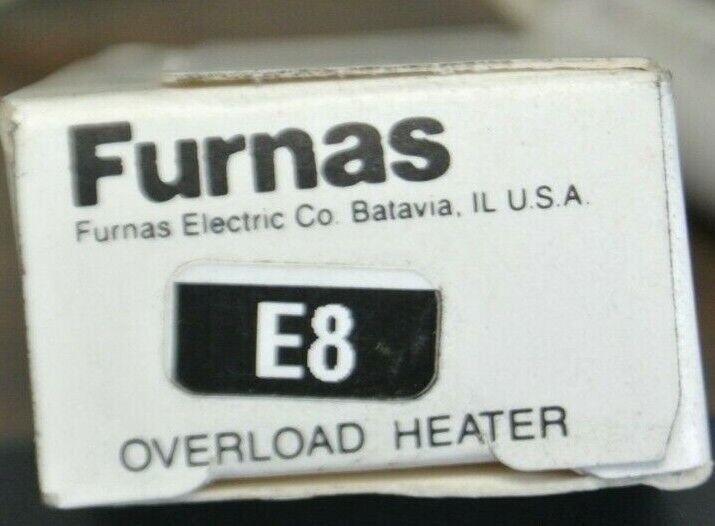 Furnas
Furnas Electric Co. Batavia, IL U.S.A.
E8
OVERLOAD HEATER